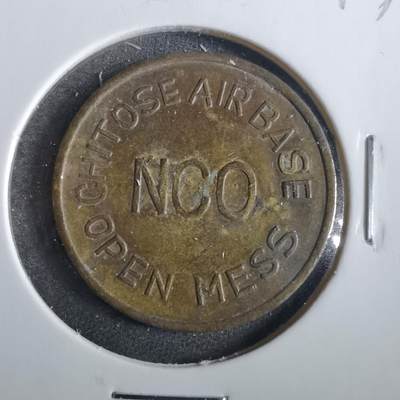 CHITOSE AIR BASE
NCO
OPEN MESS